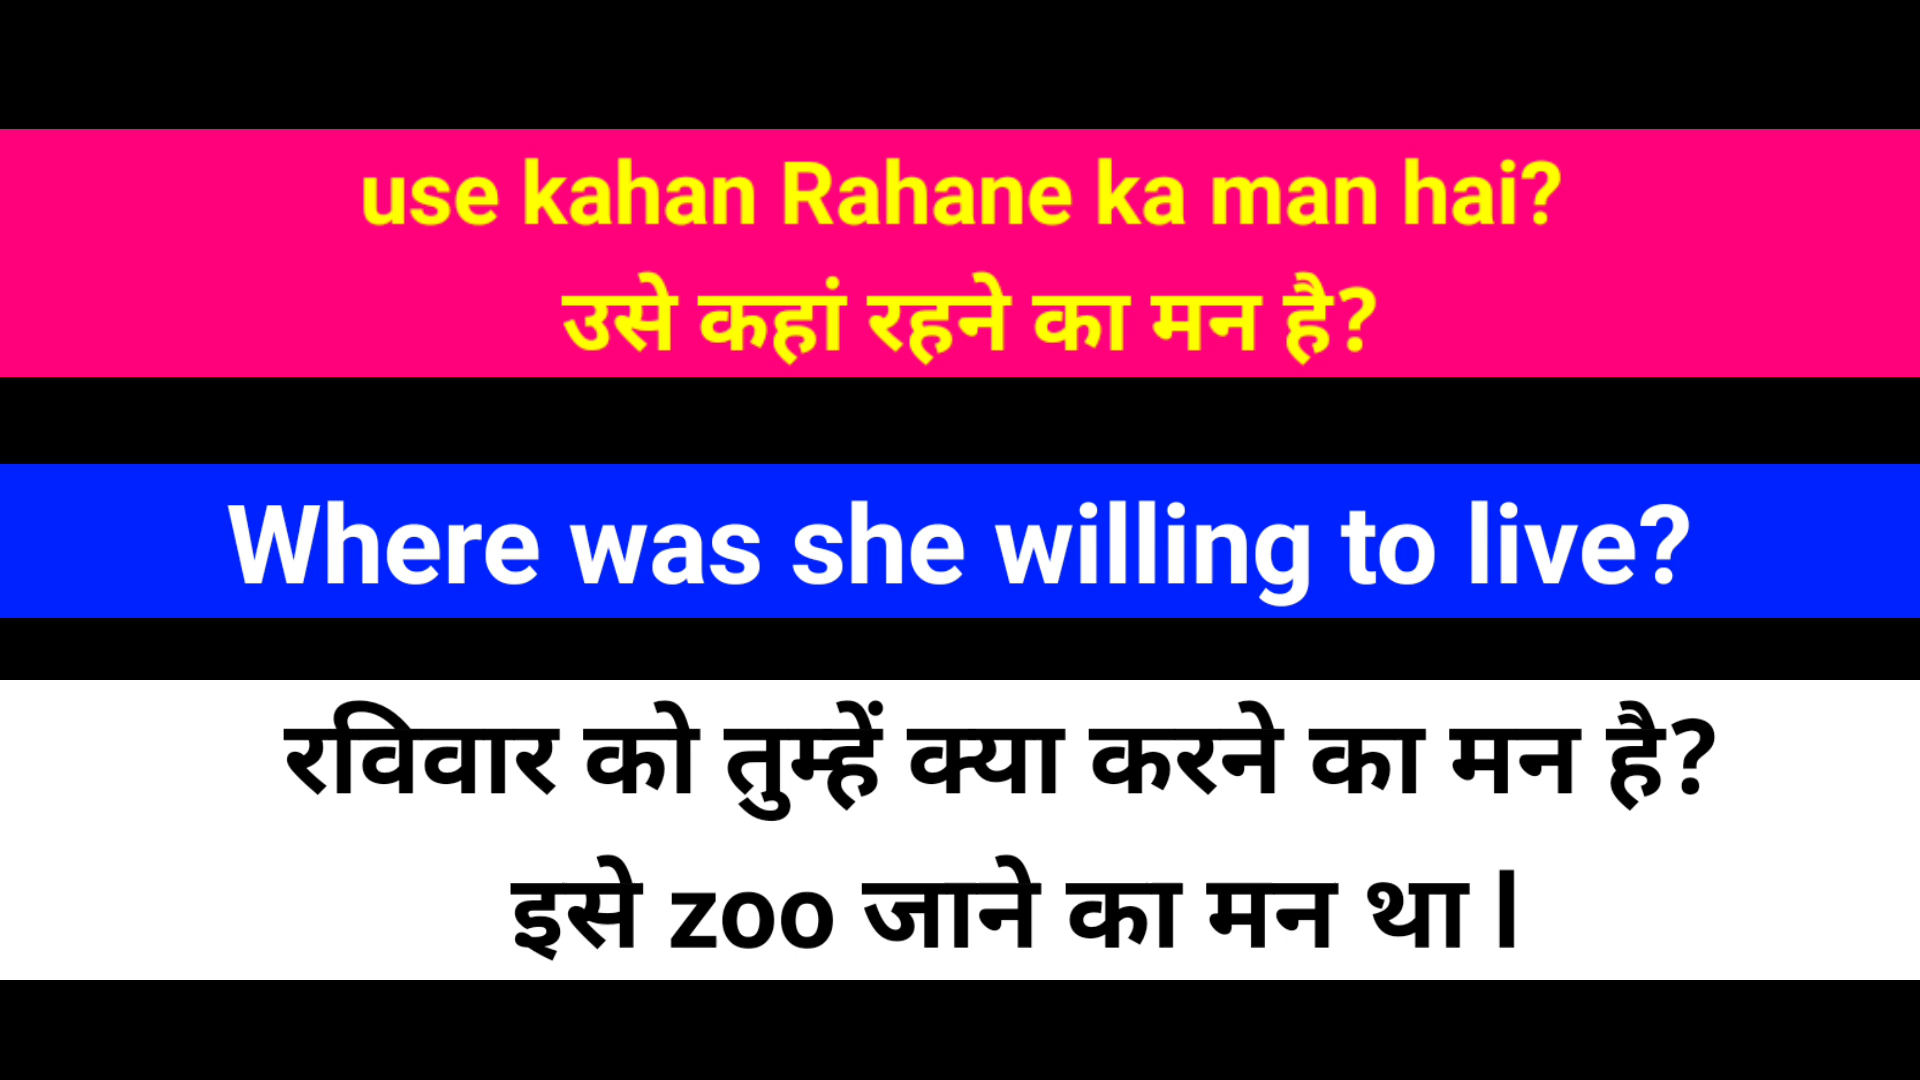 use kahan Rahane ka man hai?
उसे कहां रहने का मन है?
Where was she willing to live?
रविवार को तुम्हें क्या करने का मन है?
इसे zoo जाने का मन था l